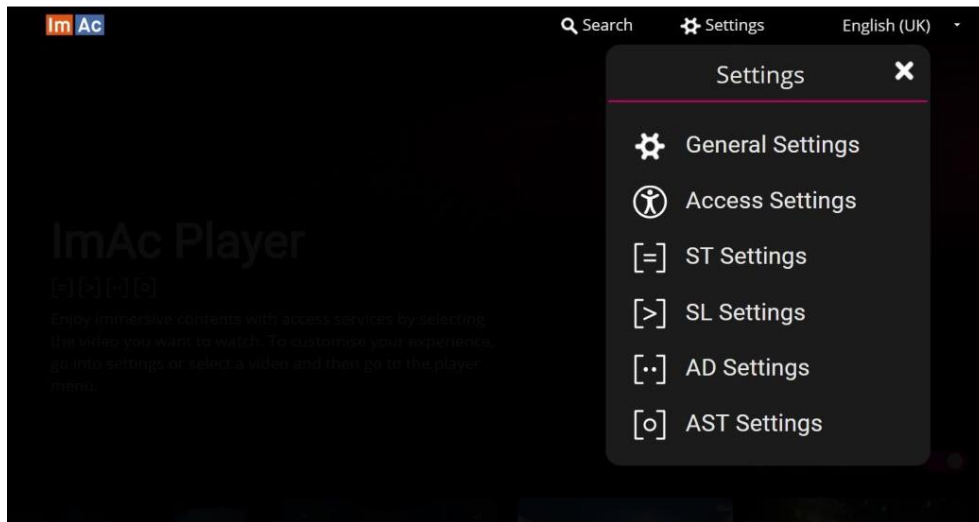 Im Ac
Search
Settings
English (UK)
Settings
General Settings
Access Settings
[=] ST Settings
[>] SL Settings
[··] AD Settings
[o] AST Settings
ImAc Player
[=] [>] [··] [o]
Enjoy immersive contents with access services by selecting
the video you want to watch. To customise your experience,
go into settings or select a video and then go to the player
menu.